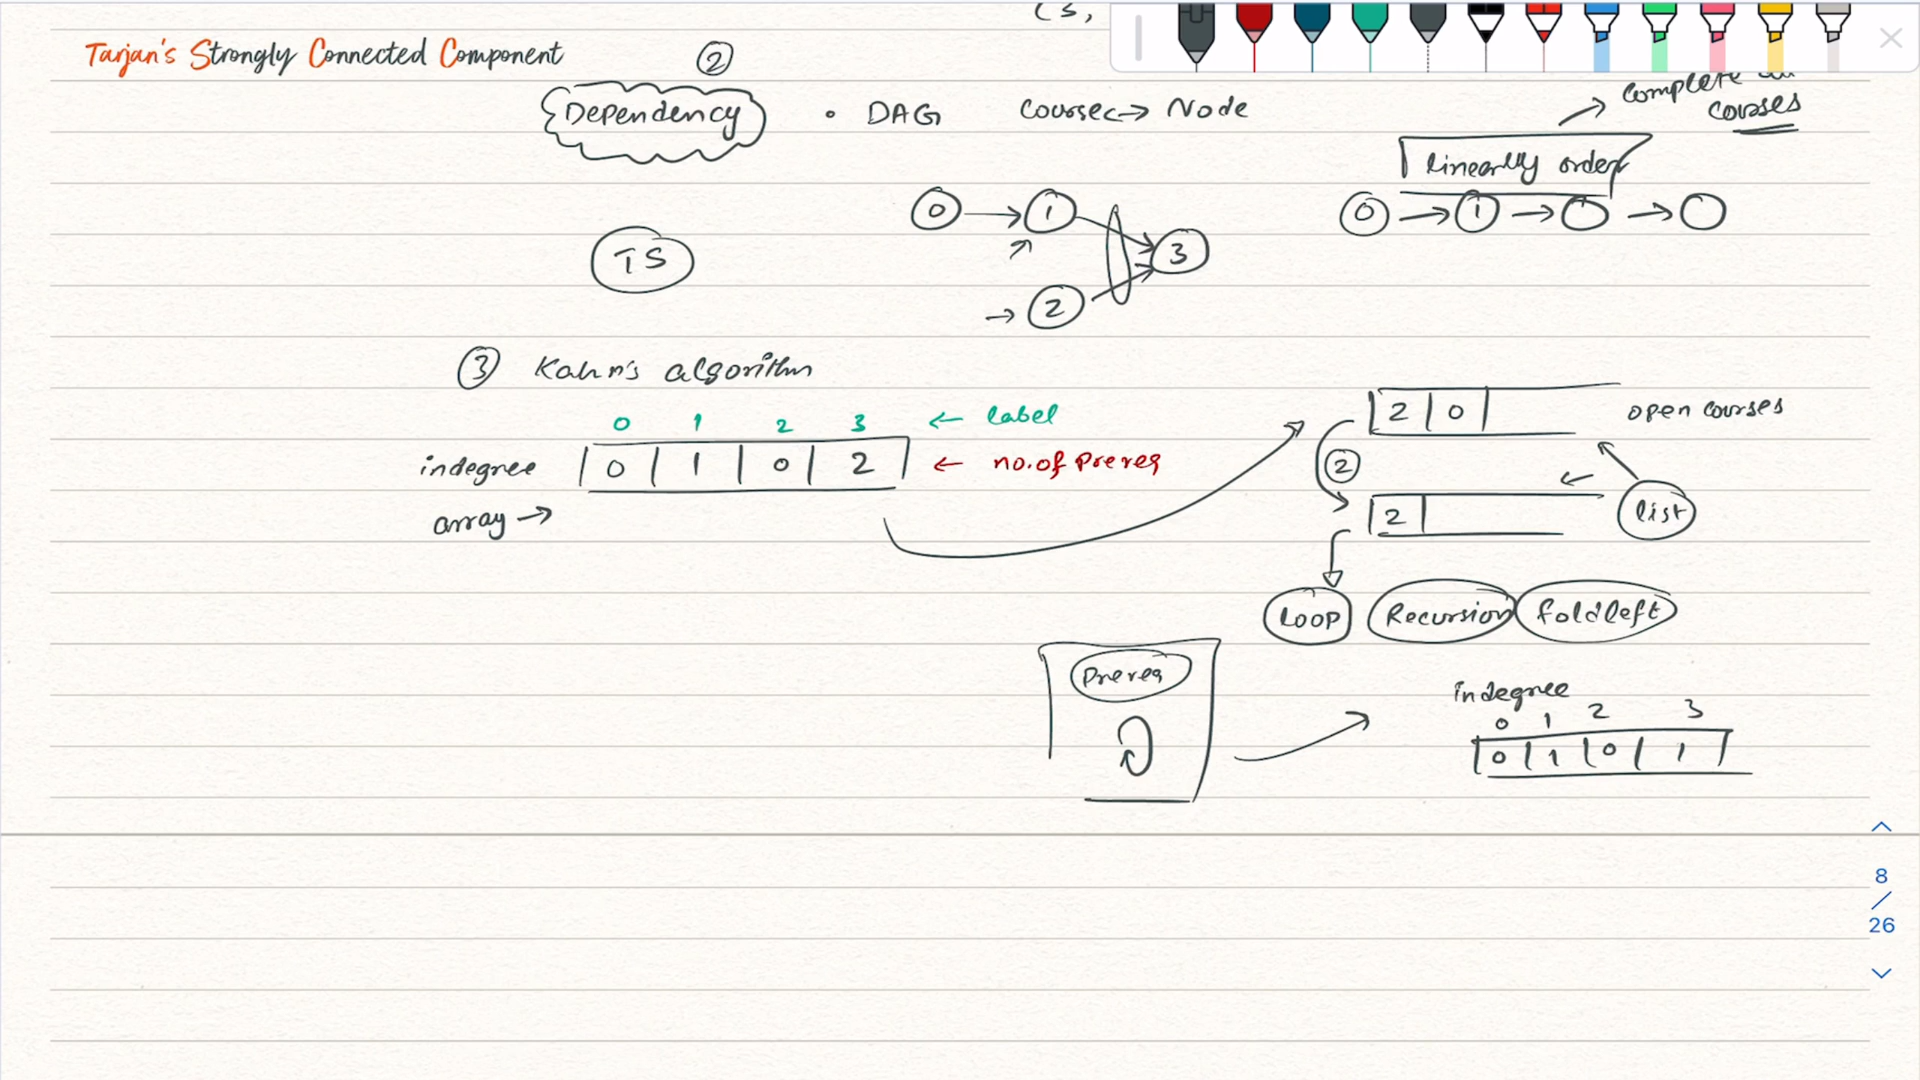 (s,
Tarjan's Strongly Connected Component
2
Dependency
• DAG
Course → Node
complete all
courses
linearly order
0 → 1 → → 
0 → 1
3
2
TS
3 Kahn's algorithm
0 1 2 3 ← label
indegree 0 1 0 2 ← no.of Prereq
array →
2 0 open courses
2
2
list
Loop Recursion foldleft
Prereq
indegree
0 1 2 3
0 1 0 1
8
/
26